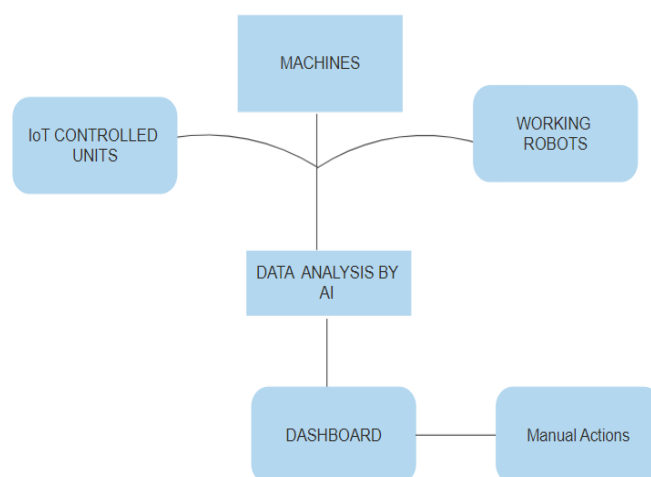 MACHINES
IoT CONTROLLED
UNITS
WORKING
ROBOTS
DATA ANALYSIS BY
AI
DASHBOARD
Manual Actions